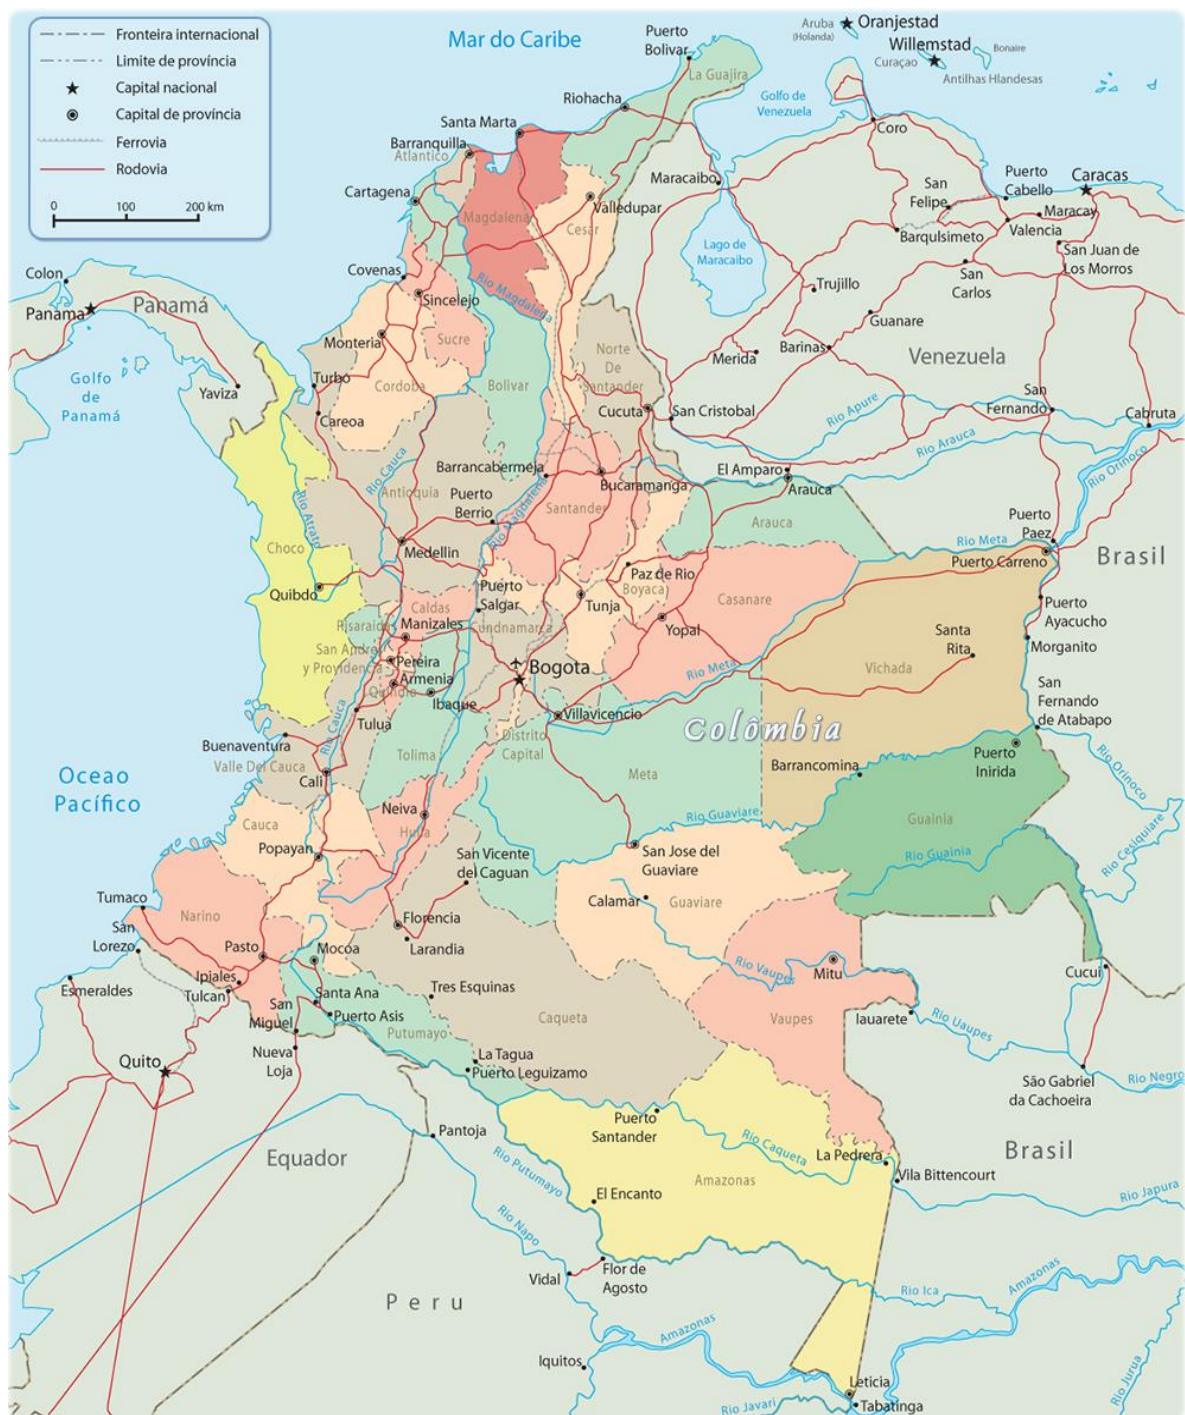 Fronteira internacional
Limite de província
Capital nacional
Capital de província
Ferrovia
Rodovia
0 100 200 km
Mar do Caribe
Puerto
Bolivar
La Guajira
Aruba
(Holanda)
Oranjestad
Willemstad
Curaçao
Bonaire
Antilhas Hlandesas
Golfo de
Venezuela
Riohacha
Santa Marta
Barranquilla
Atlantico
Cartagena
Magdalena
Valledupar
Cesar
Maracaibo
Coro
Puerto
Cabello
Caracas
San
Felipe
Maracay
Valencia
Barqulsimeto
San Juan de
Los Morros
San
Carlos
Lago de
Maracaibo
Trujillo
Guanare
Barinas
Merida
Venezuela
Colon
Panama
Panamá
Golfo
de
Panamá
Yaviza
Covenas
Sincelejo
Rio Magdalena
Monteria
Sucre
Cordoba
Bolivar
Norte
De
Santander
Turbo
Careoa
Cucuta
San Cristobal
Rio Apure
San
Fernando
Cabruta
Rio Arauca
Rio Orinoco
Rio Cauca
Barrancabermeja
Bucaramanga
El Amparo
Arauca
Antioquia
Puerto
Berrio
Rio Magdalena
Santander
Arauca
Rio Atrato
Choco
Medellin
Puerto
Paez
Rio Meta
Puerto Carreno
Brasil
Quibdo
Puerto
Salgar
Paz de Rio
Boyaca
Tunja
Casanare
Yopal
Puerto
Ayacucho
Morganito
Caldas
Risaralda
Manizales
Cundnamarca
San Andres
y Providencia
Pereira
Armenia
Quindio
Ibaque
Bogota
Santa
Rita
Vichada
Rio Meta
San
Fernando
de Atabapo
Tulua
Rio Cauca
Villavicencio
Distrito
Capital
Colômbia
Buenaventura
Valle Del Cauca
Cali
Tolima
Meta
Barrancomina
Puerto
Inirida
Rio Orinoco
Oceao
Pacífico
Neiva
Huila
Rio Guaviare
Guainia
Rio Guainia
Rio Cesiquiare
Cauca
Popayan
San Vicente
del Caguan
San Jose del
Guaviare
Calamar
Guaviare
Tumaco
Narino
San
Lorezo
Florencia
Larandia
Pasto
Mocoa
Esmeraldes
Ipiales
Tulcan
Santa Ana
San
Miguel
Puerto Asis
Putumayo
Tres Esquinas
Caqueta
Rio Vaupes
Mitu
Vaupes
Iauarete
Rio Uaupes
Cucui
Quito
Nueva
Loja
La Tagua
Puerto Leguizamo
São Gabriel
da Cachoeira
Rio Negro
Puerto
Santander
Pantoja
Equador
Rio Caqueta
La Pedrera
Vila Bittencourt
Brasil
Rio Putumayo
El Encanto
Amazonas
Rio Japura
Rio Napo
Vidal
Flor de
Agosto
Rio Ica
Amazonas
Peru
Amazonas
Iquitos
Leticia
Tabatinga
Rio Javari
Rio Jurua